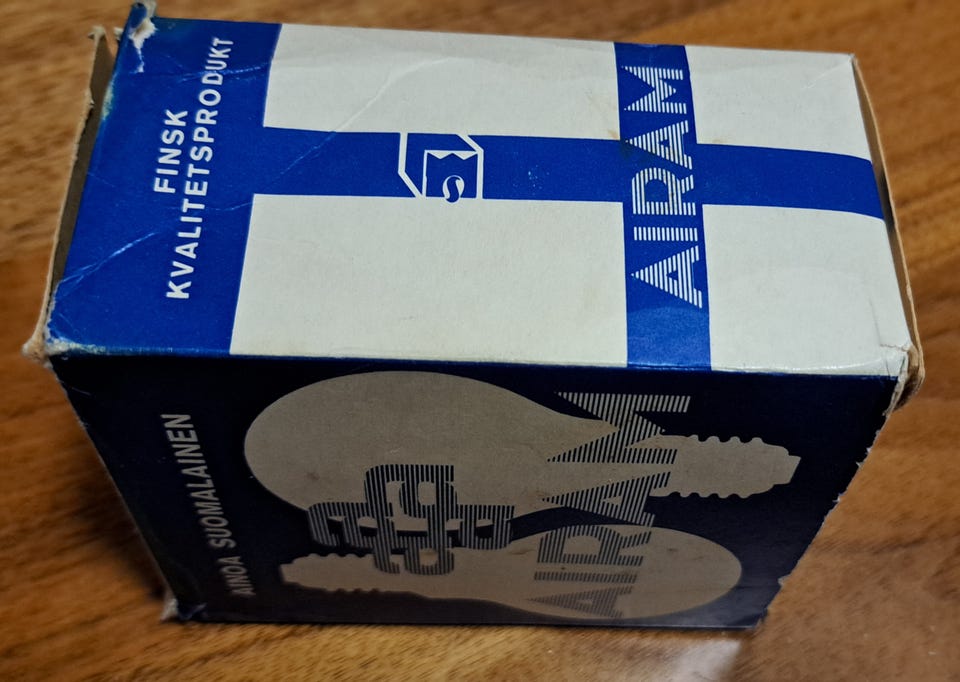 FINSK
KVALITETSPRODUKT
AIRAM
AINOA SUOMALAINEN
AIRAM